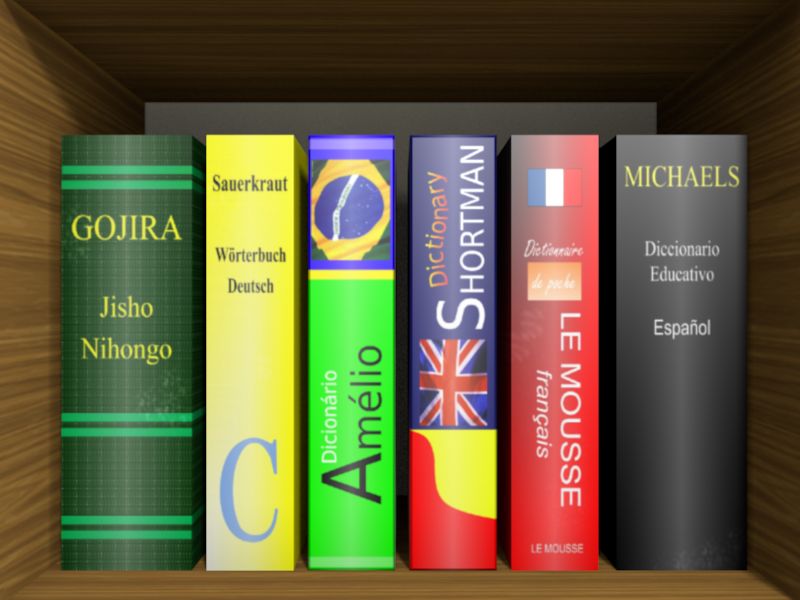 GOJIRA
Jisho
Nihongo
Sauerkraut
Wörterbuch
Deutsch
C
Dicionário
Amélio
Dictionary
SHORTMAN
Dictionnaire
de poche
LE MOUSSE
français
LE MOUSSE
MICHAELS
Diccionario
Educativo
Español